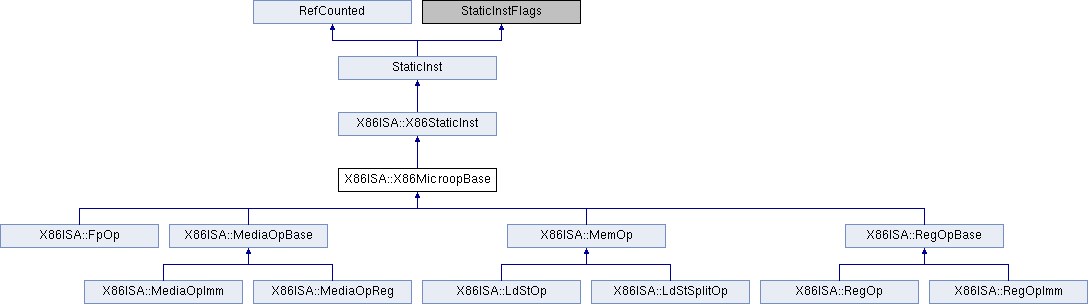 RefCounted
StaticInstFlags
StaticInst
X86ISA::X86StaticInst
X86ISA::X86MicroopBase
X86ISA::FpOp
X86ISA::MediaOpBase
X86ISA::MemOp
X86ISA::RegOpBase
X86ISA::MediaOpImm
X86ISA::MediaOpReg
X86ISA::LdStOp
X86ISA::LdStSplitOp
X86ISA::RegOp
X86ISA::RegOpImm